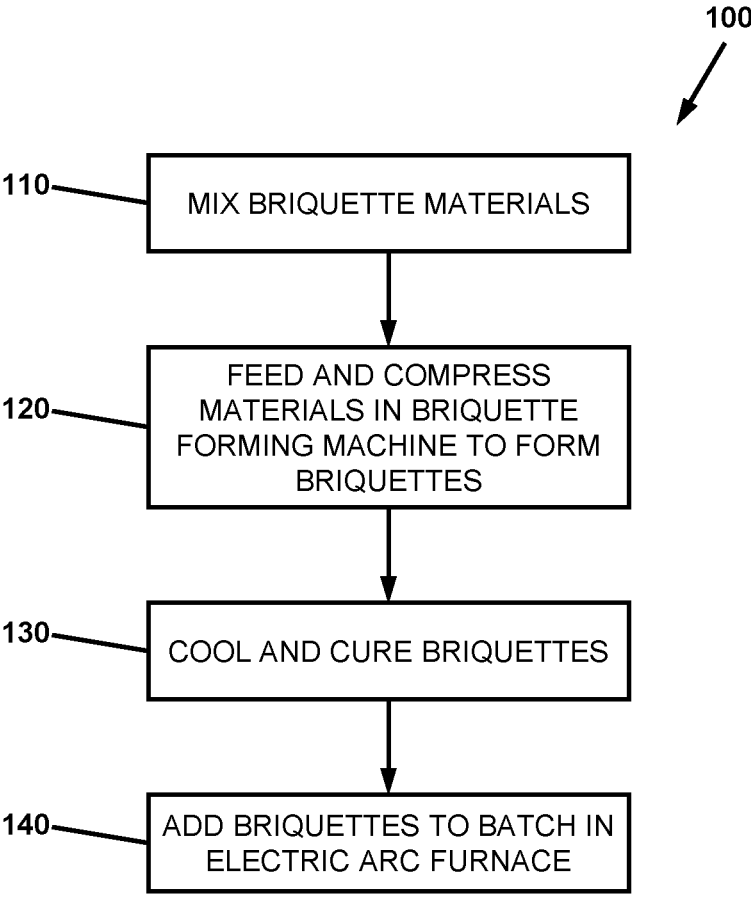 100
110
MIX BRIQUETTE MATERIALS
120
FEED AND COMPRESS
MATERIALS IN BRIQUETTE
FORMING MACHINE TO FORM
BRIQUETTES
130
COOL AND CURE BRIQUETTES
140
ADD BRIQUETTES TO BATCH IN
ELECTRIC ARC FURNACE